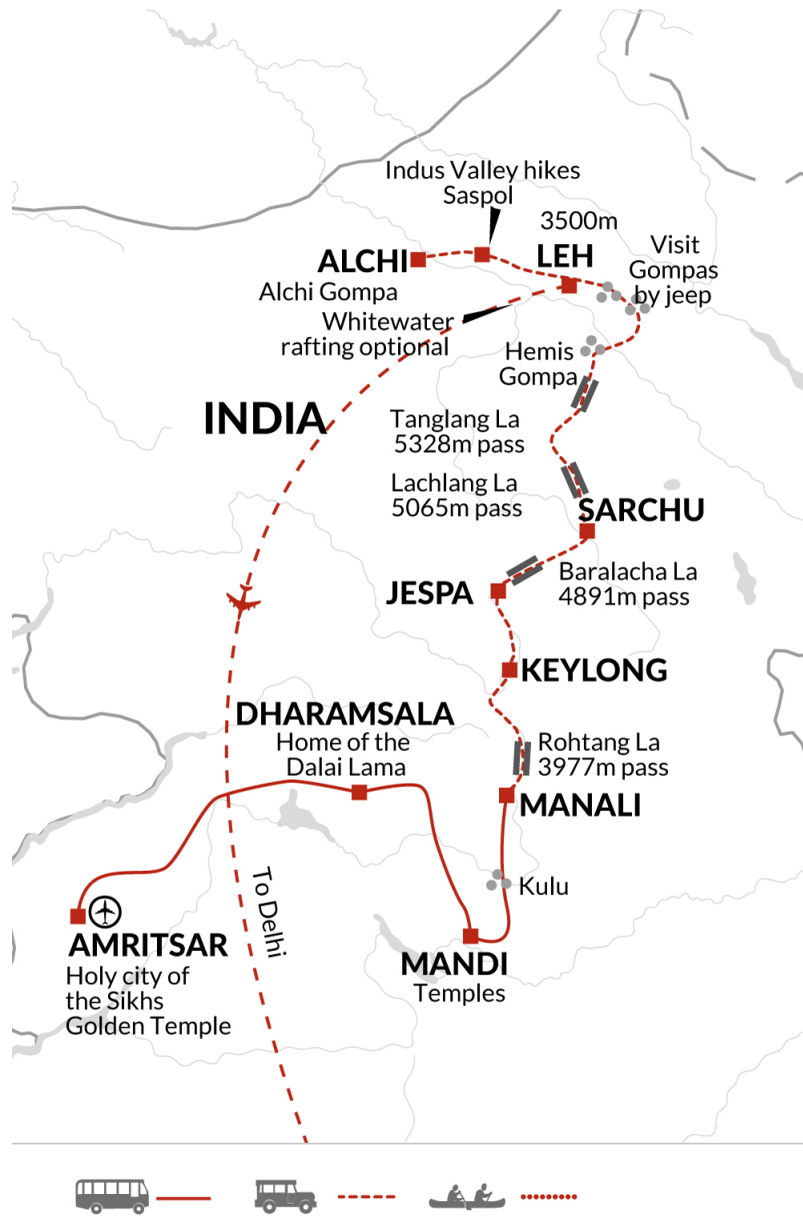 Indus Valley hikes
Saspol
3500m
LEH
Visit
Gompas
by jeep
ALCHI
Alchi Gompa
Whitewater
rafting optional
Hemis
Gompa
INDIA
Tanglang La
5328m pass
Lachlang La
5065m pass
SARCHU
Baralacha La
4891m pass
JESPA
KEYLONG
DHARAMSALA
Home of the
Dalai Lama
Rohtang La
3977m pass
MANALI
Kulu
To Delhi
AMRITSAR
Holy city of
the Sikhs
Golden Temple
MANDI
Temples